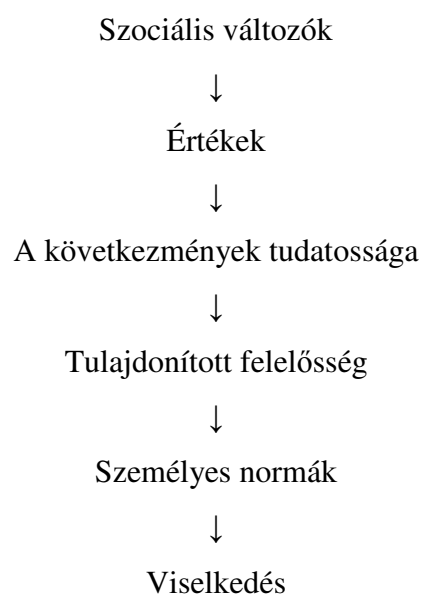 Szociális változók
↓
Értékek
↓
A következmények tudatossága
↓
Tulajdonított felelősség
↓
Személyes normák
↓
Viselkedés